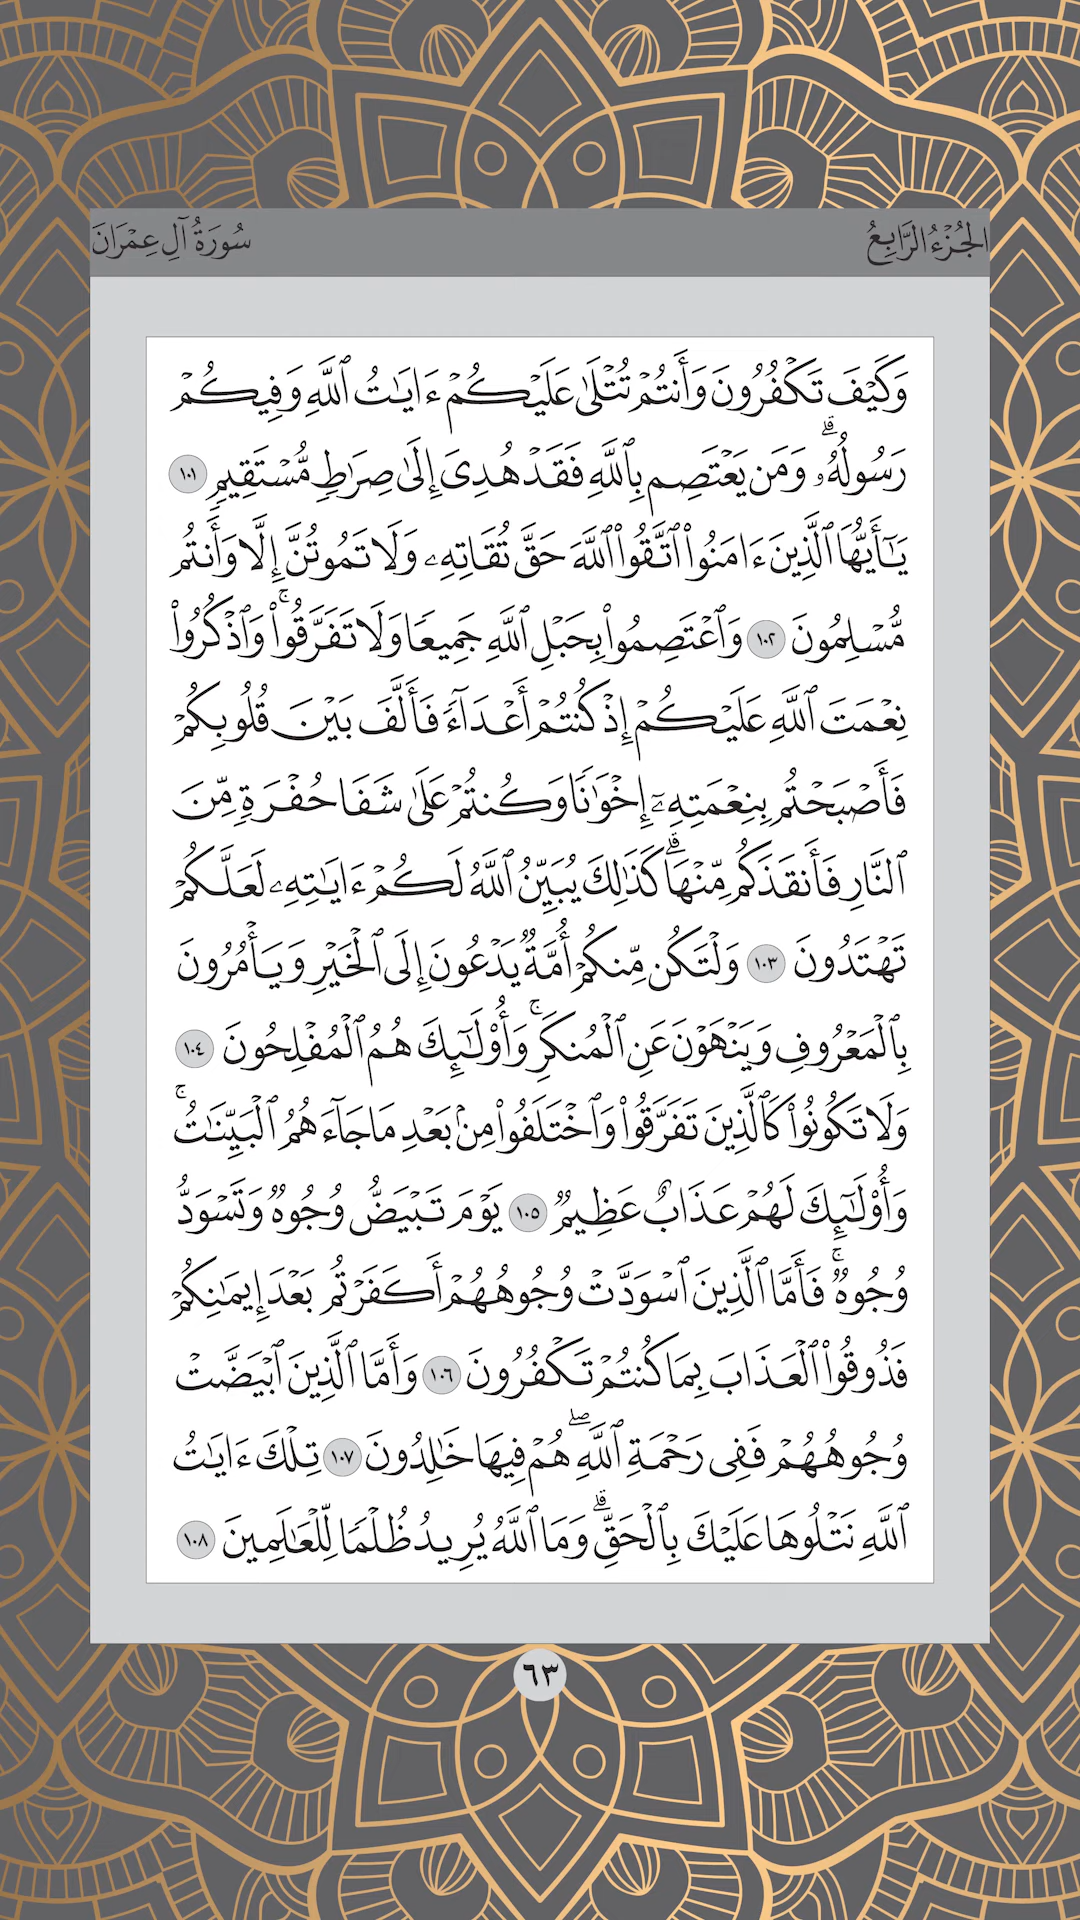 الجُزْءُ الرَّابِعُ
سُورَةُ آلِ عِمْرَانَ
وَكَيْفَ تَكْفُرُونَ وَأَنتُمْ تُتْلَىٰ عَلَيْكُمْ ءَايَـٰتُ ٱللَّهِ وَفِيكُمْ
رَسُولُهُۥ ۗ وَمَن يَعْتَصِم بِٱللَّهِ فَقَدْ هُدِىَ إِلَىٰ صِرَٰطٍ مُّسْتَقِيمٍ ١٠١
يَـٰٓأَيُّهَا ٱلَّذِينَ ءَامَنُوا۟ ٱتَّقُوا۟ ٱللَّهَ حَقَّ تُقَاتِهِۦ وَلَا تَمُوتُنَّ إِلَّا وَأَنتُم
مُّسْلِمُونَ ١٠٢ وَٱعْتَصِمُوا۟ بِحَبْلِ ٱللَّهِ جَمِيعًا وَلَا تَفَرَّقُوا۟ ۚ وَٱذْكُرُوا۟
نِعْمَتَ ٱللَّهِ عَلَيْكُمْ إِذْ كُنتُمْ أَعْدَآءً فَأَلَّفَ بَيْنَ قُلُوبِكُمْ
فَأَصْبَحْتُم بِنِعْمَتِهِۦٓ إِخْوَٰنًا وَكُنتُمْ عَلَىٰ شَفَا حُفْرَةٍ مِّنَ
ٱلنَّارِ فَأَنقَذَكُم مِّنْهَا ۗ كَذَٰلِكَ يُبَيِّنُ ٱللَّهُ لَكُمْ ءَايَـٰتِهِۦ لَعَلَّكُمْ
تَهْتَدُونَ ١٠٣ وَلْتَكُن مِّنكُمْ أُمَّةٌ يَدْعُونَ إِلَى ٱلْخَيْرِ وَيَأْمُرُونَ
بِٱلْمَعْرُوفِ وَيَنْهَوْنَ عَنِ ٱلْمُنكَرِ ۚ وَأُو۟لَـٰٓئِكَ هُمُ ٱلْمُفْلِحُونَ ١٠٤
وَلَا تَكُونُوا۟ كَٱلَّذِينَ تَفَرَّقُوا۟ وَٱخْتَلَفُوا۟ مِنۢ بَعْدِ مَا جَآءَهُمُ ٱلْبَيِّنَـٰتُ ۚ
وَأُو۟لَـٰٓئِكَ لَهُمْ عَذَابٌ عَظِيمٌ ١٠٥ يَوْمَ تَبْيَضُّ وُجُوهٌ وَتَسْوَدُّ
وُجُوهٌ ۚ فَأَمَّا ٱلَّذِينَ ٱسْوَدَّتْ وُجُوهُهُمْ أَكَفَرْتُم بَعْدَ إِيمَـٰنِكُمْ
فَذُوقُوا۟ ٱلْعَذَابَ بِمَا كُنتُمْ تَكْفُرُونَ ١٠٦ وَأَمَّا ٱلَّذِينَ ٱبْيَضَّتْ
وُجُوهُهُمْ فَفِى رَحْمَةِ ٱللَّهِ ۖ هُمْ فِيهَا خَـٰلِدُونَ ١٠٧ تِلْكَ ءَايَـٰتُ
ٱللَّهِ نَتْلُوهَا عَلَيْكَ بِٱلْحَقِّ ۗ وَمَا ٱللَّهُ يُرِيدُ ظُلْمًا لِّلْعَـٰلَمِينَ ١٠٨
٦٣